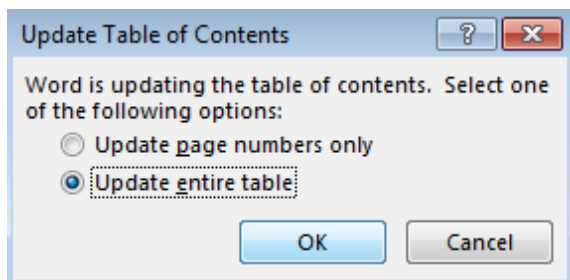 Update Table of Contents
Word is updating the table of contents. Select one
of the following options:
Update page numbers only
Update entire table
OK Cancel